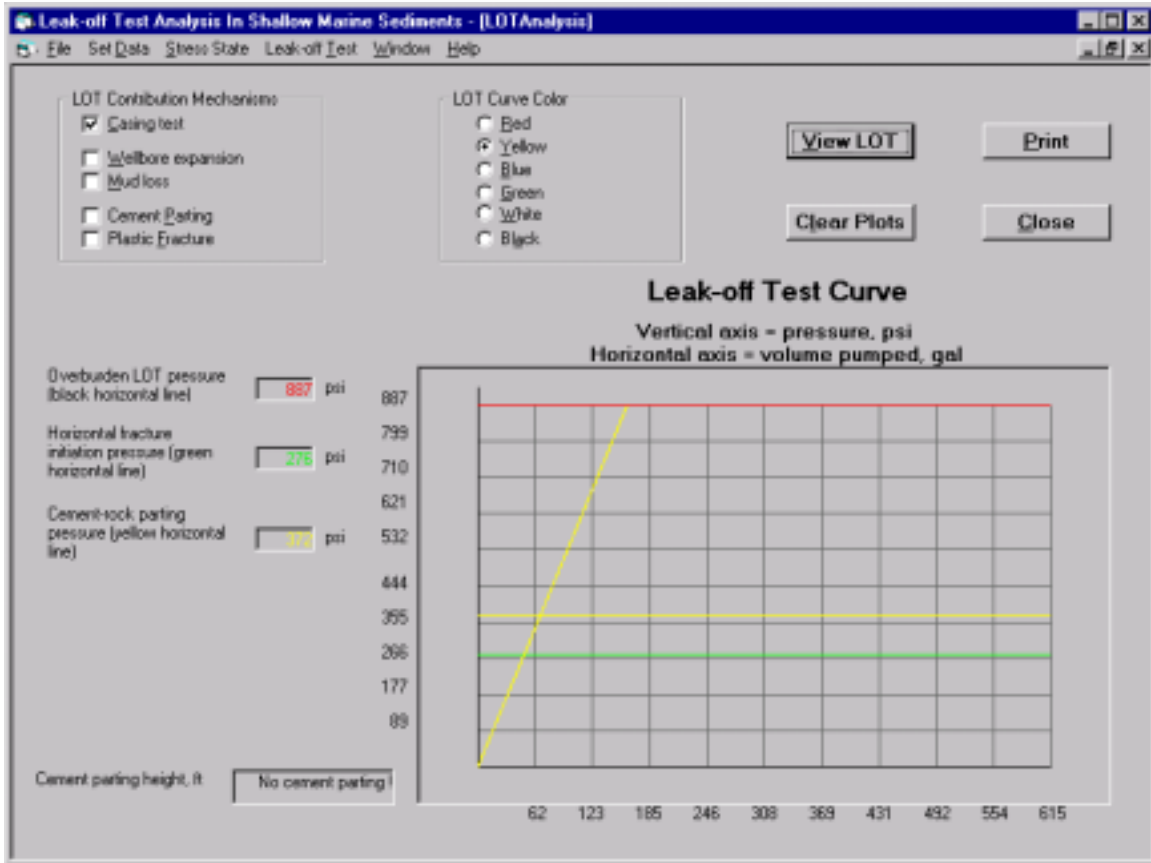 Leak-off Test Analysis In Shallow Marine Sediments - [LOTAnalysis]
File Set Data Stress State Leak-off Test Window Help
LOT Contribution Mechanisms
Casing test
Wellbore expansion
Mud loss
Cement Parting
Plastic Fracture
LOT Curve Color
Red
Yellow
Blue
Green
White
Black
View LOT
Print
Clear Plots
Close
Leak-off Test Curve
Vertical axis = pressure, psi
Horizontal axis = volume pumped, gal
Overburden LOT pressure
(black horizontal line)
887 psi
Horizontal fracture
initiation pressure (green
horizontal line)
276 psi
Cement-rock parting
pressure (yellow horizontal
line)
372 psi
887
799
710
621
532
444
355
266
177
89
Cement parting height, ft
No cement parting !
62 123 185 246 308 369 431 492 554 615